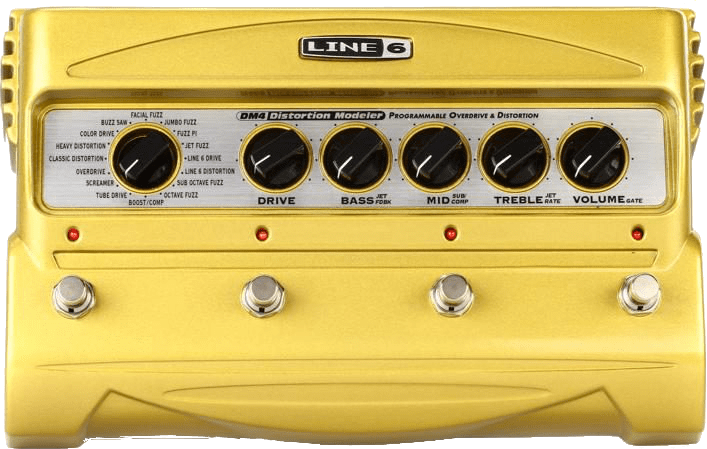 LINE 6
DM4 Distortion Modeler PROGRAMMABLE OVERDRIVE & DISTORTION
FACIAL FUZZ
BUZZ SAW
JUMBO FUZZ
COLOR DRIVE
FUZZ PI
HEAVY DISTORTION
JET FUZZ
CLASSIC DISTORTION
LINE 6 DRIVE
OVERDRIVE
LINE 6 DISTORTION
SCREAMER
SUB OCTAVE FUZZ
TUBE DRIVE
OCTAVE FUZZ
BOOST/COMP
DRIVE
BASS JET FDBK
MID SUB/ COMP
TREBLE JET RATE
VOLUME GATE